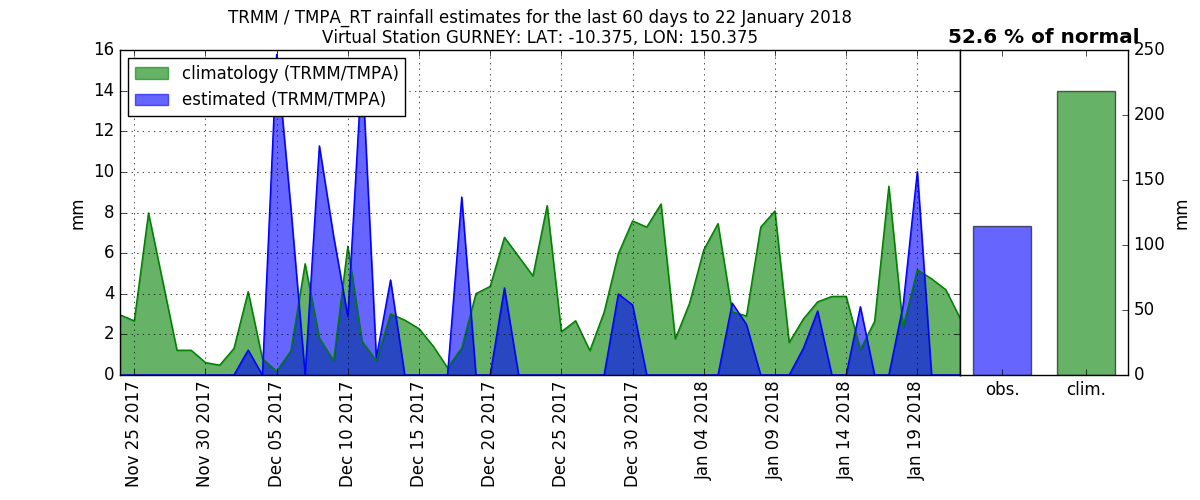 TRMM / TMPA_RT rainfall estimates for the last 60 days to 22 January 2018
Virtual Station GURNEY: LAT: -10.375, LON: 150.375
52.6 % of normal
climatology (TRMM/TMPA)
estimated (TRMM/TMPA)
mm
16
14
12
10
8
6
4
2
0
Nov 25 2017
Nov 30 2017
Dec 05 2017
Dec 10 2017
Dec 15 2017
Dec 20 2017
Dec 25 2017
Dec 30 2017
Jan 04 2018
Jan 09 2018
Jan 14 2018
Jan 19 2018
obs.
clim.
250
200
150
100
50
0
mm